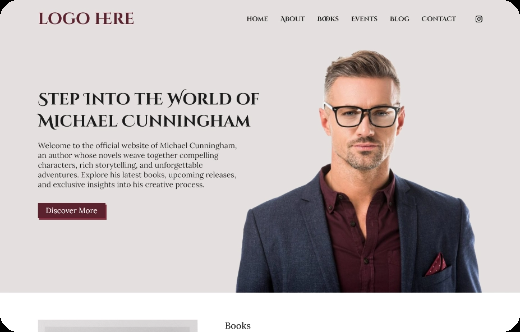 LOGO HERE
HOME ABOUT BOOKS EVENTS BLOG CONTACT
STEP INTO THE WORLD OF
MICHAEL CUNNINGHAM
Welcome to the official website of Michael Cunningham,
an author whose novels weave together compelling
characters, rich storytelling, and unforgettable
adventures. Explore his latest books, upcoming releases,
and exclusive insights into his creative process.
Discover More
Books